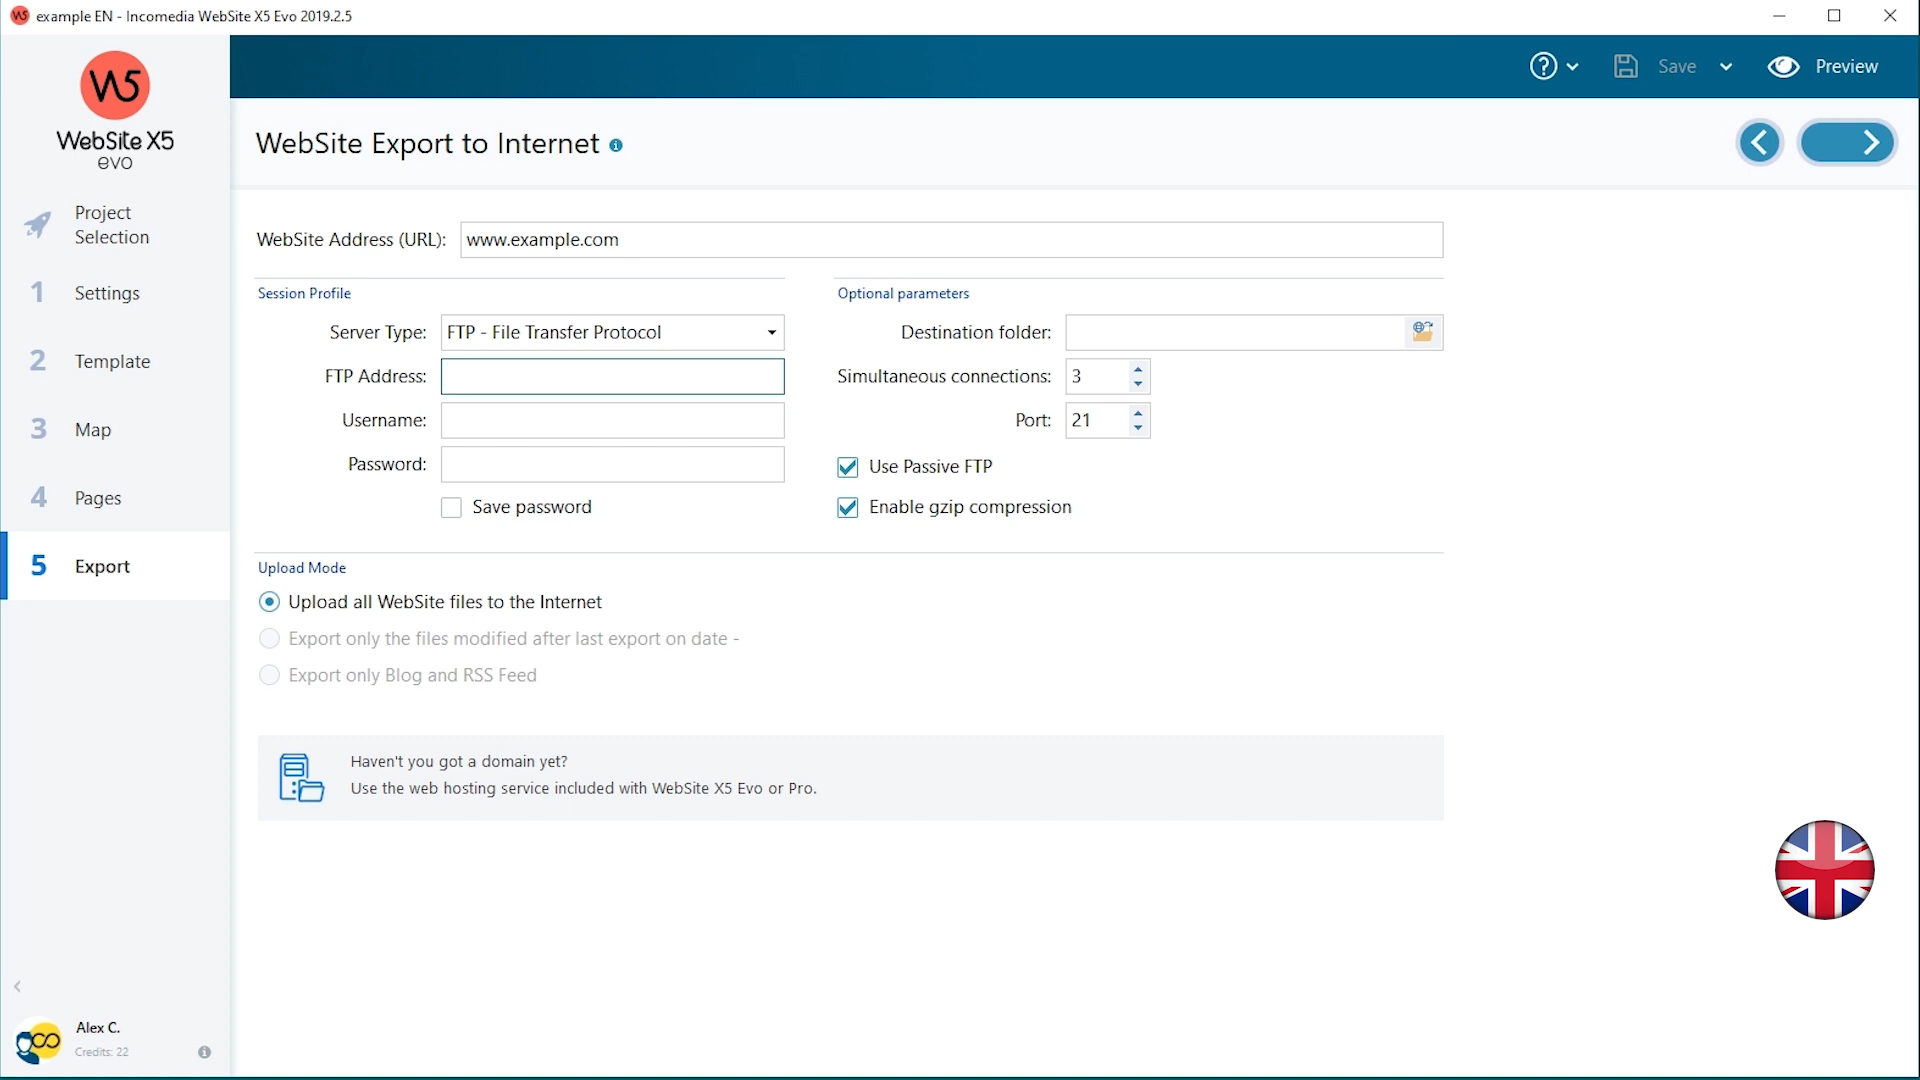 example EN - Incomedia WebSite X5 Evo 2019.2.5
W5
WebSite X5
evo
Save
Preview
WebSite Export to Internet
Project
Selection
1 Settings
2 Template
3 Map
4 Pages
5 Export
WebSite Address (URL): www.example.com
Session Profile
Server Type: FTP - File Transfer Protocol
FTP Address:
Username:
Password:
Save password
Optional parameters
Destination folder:
Simultaneous connections: 3
Port: 21
Use Passive FTP
Enable gzip compression
Upload Mode
Upload all WebSite files to the Internet
Export only the files modified after last export on date -
Export only Blog and RSS Feed
Haven't you got a domain yet?
Use the web hosting service included with WebSite X5 Evo or Pro.
Alex C.
Credits: 22